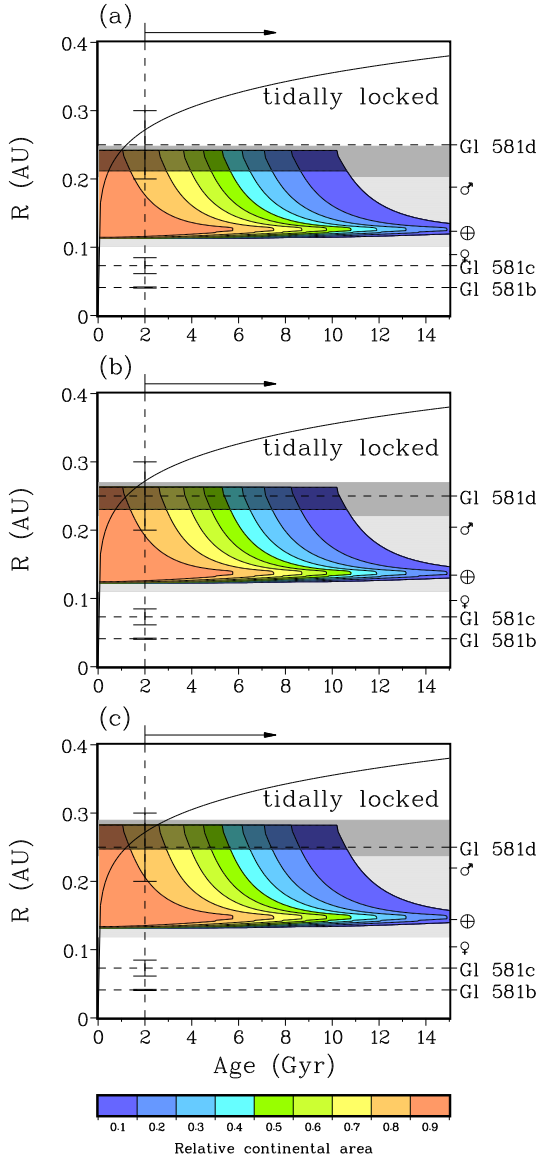 (a)
0.4
0.3
0.2
0.1
0
R (AU)
tidally locked
Gl 581d
♂
⊕
♀
Gl 581c
Gl 581b
0 2 4 6 8 10 12 14
(b)
0.4
0.3
0.2
0.1
0
R (AU)
tidally locked
Gl 581d
♂
⊕
♀
Gl 581c
Gl 581b
0 2 4 6 8 10 12 14
(c)
0.4
0.3
0.2
0.1
0
R (AU)
tidally locked
Gl 581d
♂
⊕
♀
Gl 581c
Gl 581b
0 2 4 6 8 10 12 14
Age (Gyr)
0.1 0.2 0.3 0.4 0.5 0.6 0.7 0.8 0.9
Relative continental area